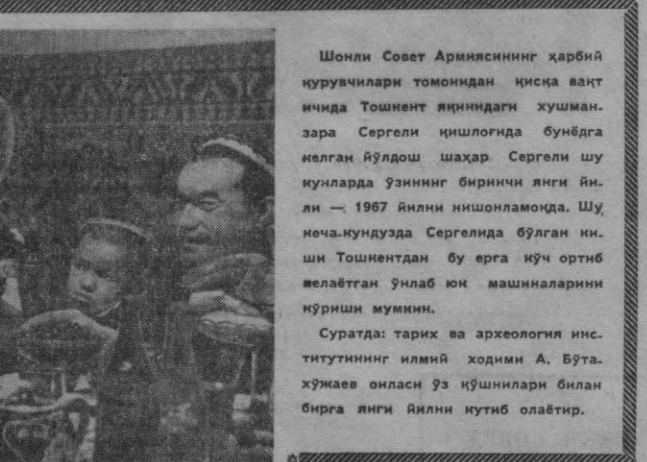 Шонли Совет Армиясининг ҳарбий
қурувчилари томонидан қисқа вақт
ичида Тошкент яқинидаги хушман-
зара Сергели қишлоғида бунёдга
келган йўлдош шаҳар Сергели шу
кунларда ўзининг биринчи янги йи-
ли — 1967 йилни нишонламоқда. Шу
кеча-кундузда Сергелида бўлган ки-
ши Тошкентдан бу ерга кўч ортиб
келаётган ўнлаб юк машиналарини
кўриши мумкин.
Суратда: тарих ва археология инс-
титутининг илмий ходими А. Бўта-
хўжаев оиласи ўз қўшнилари билан
бирга янги йилни кутиб олаётир.